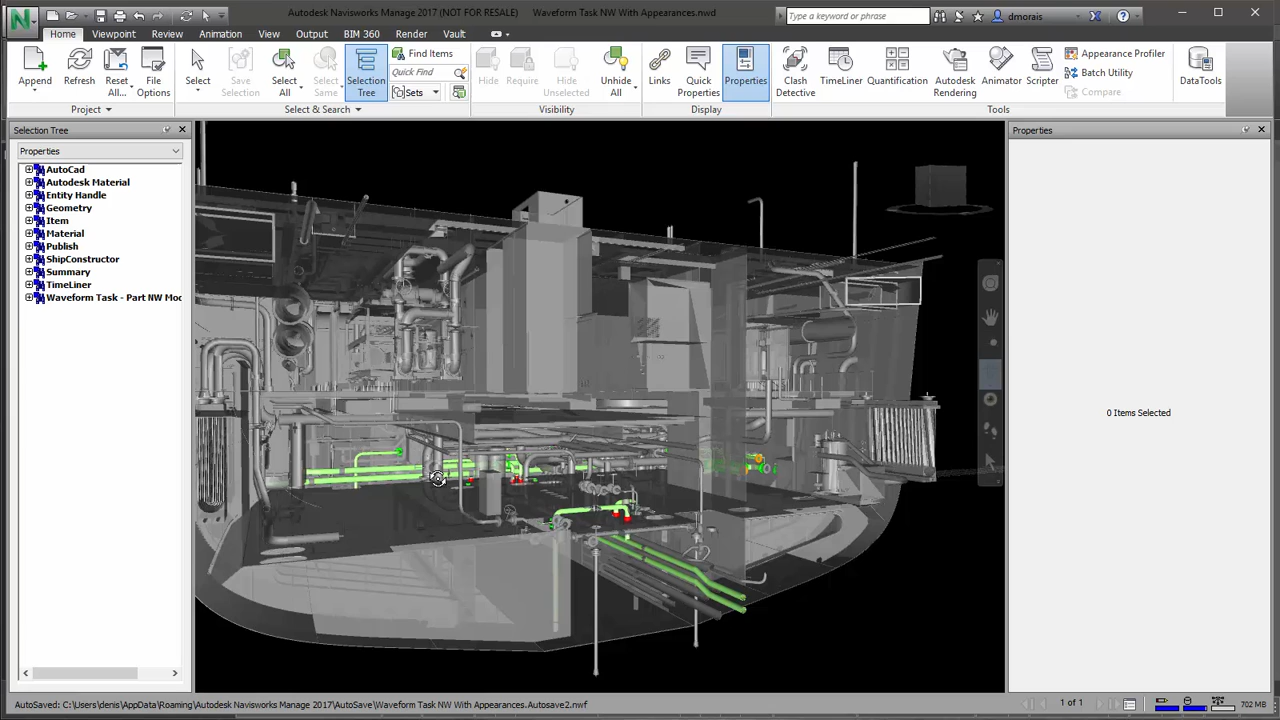 Autodesk Navisworks Manage 2017 (NOT FOR RESALE) Waveform Task NW With Appearances.nwd
Type a keyword or phrase
dmorais
Home Viewpoint Review Animation View Output BIM 360 Render Vault
Append
Refresh
Reset All...
File Options
Project
Select
Save Selection
Select All
Select Same
Selection Tree
Find Items
Quick Find
Sets
Select & Search
Hide
Require
Hide Unselected
Unhide All
Visibility
Links
Quick Properties
Properties
Display
Clash Detective
TimeLiner
Quantification
Autodesk Rendering
Animator
Scripter
Appearance Profiler
Batch Utility
Compare
Tools
DataTools
Selection Tree
Properties
AutoCad
Autodesk Material
Entity Handle
Geometry
Item
Material
Publish
ShipConstructor
Summary
TimeLiner
Waveform Task - Part NW Moc
Properties
0 Items Selected
AutoSaved: C:\Users\denis\AppData\Roaming\Autodesk Navisworks Manage 2017\AutoSave\Waveform Task NW With Appearances.Autosave2.nwf
1 of 1
702 MB